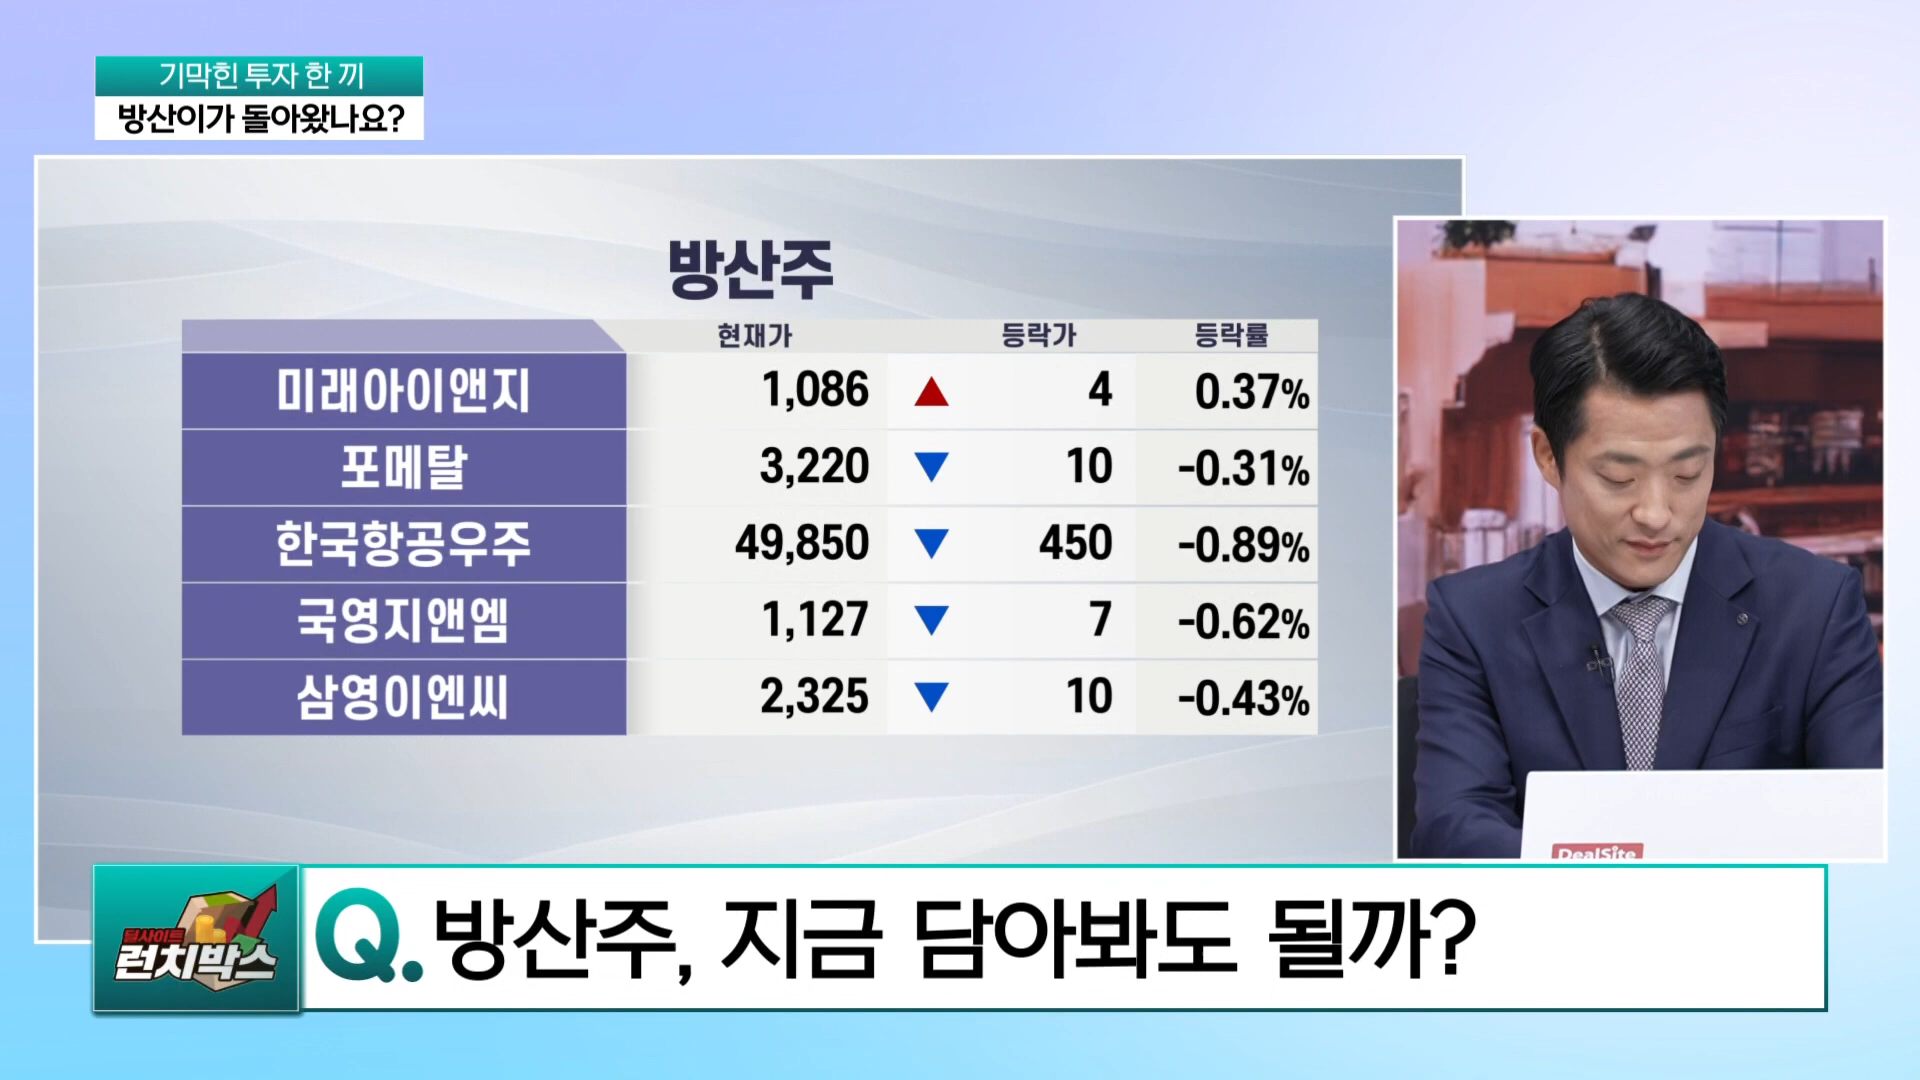 기막힌 투자 한 끼
방산이가 돌아왔나요?
방산주
현재가 등락가 등락률
미래아이앤지 1,086 ▲ 4 0.37%
포메탈 3,220 ▼ 10 -0.31%
한국항공우주 49,850 ▼ 450 -0.89%
국영지앤엠 1,127 ▼ 7 -0.62%
삼영이엔씨 2,325 ▼ 10 -0.43%
DealSite
딜사이트
런치박스
Q. 방산주, 지금 담아봐도 될까?